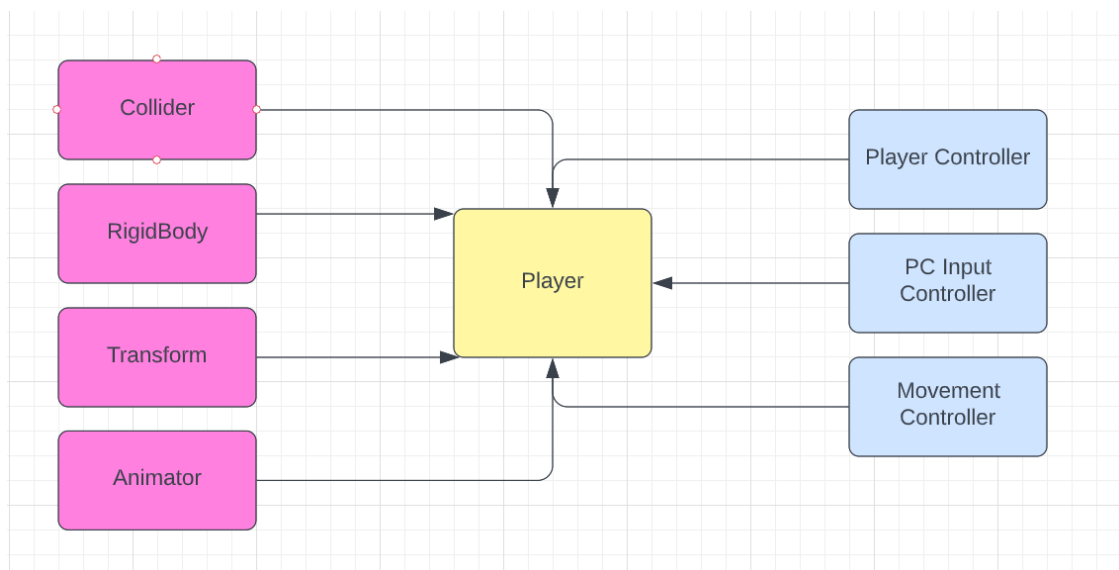 Collider
RigidBody
Transform
Animator
Player
Player Controller
PC Input
Controller
Movement
Controller